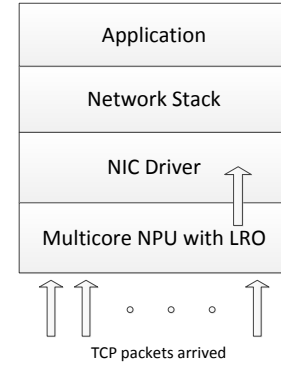 Application
Network Stack
NIC Driver
Multicore NPU with LRO
TCP packets arrived